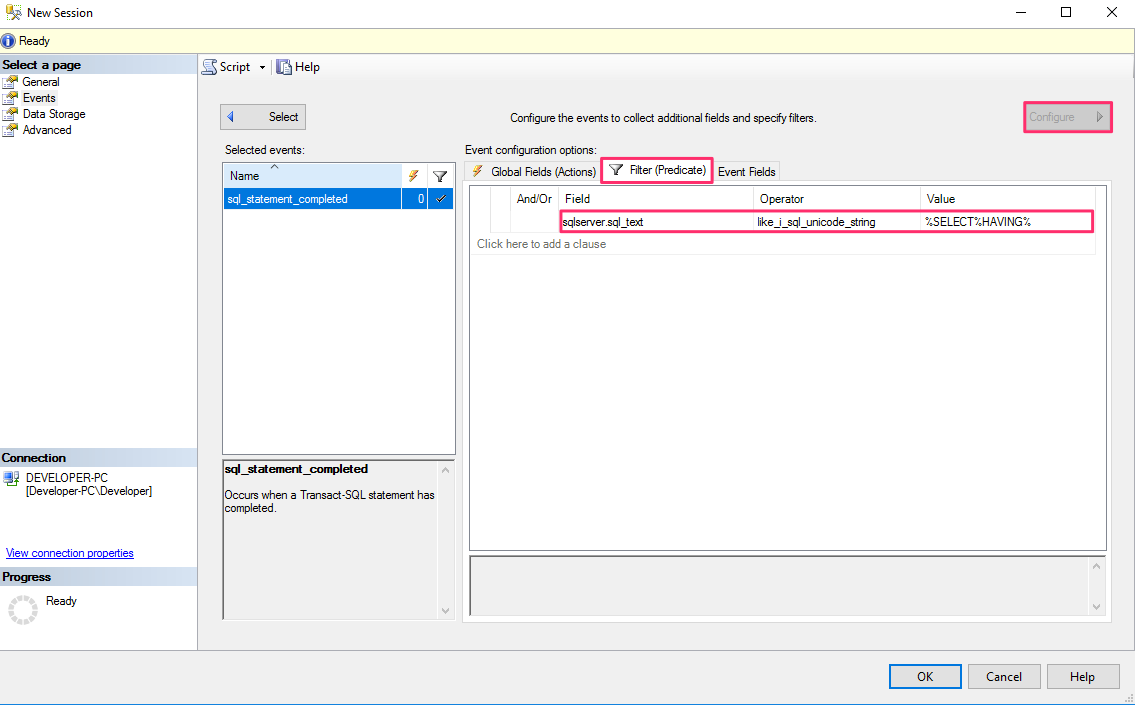 New Session
Ready
Select a page
General
Events
Data Storage
Advanced
Script
Help
Select
Configure the events to collect additional fields and specify filters.
Configure
Selected events:
Name
sql_statement_completed 0
sql_statement_completed
Occurs when a Transact-SQL statement has
completed.
Event configuration options:
Global Fields (Actions) Filter (Predicate) Event Fields
And/Or Field Operator Value
sqlserver.sql_text like_i_sql_unicode_string %SELECT%HAVING%
Click here to add a clause
Connection
DEVELOPER-PC
[Developer-PC\Developer]
View connection properties
Progress
Ready
OK Cancel Help